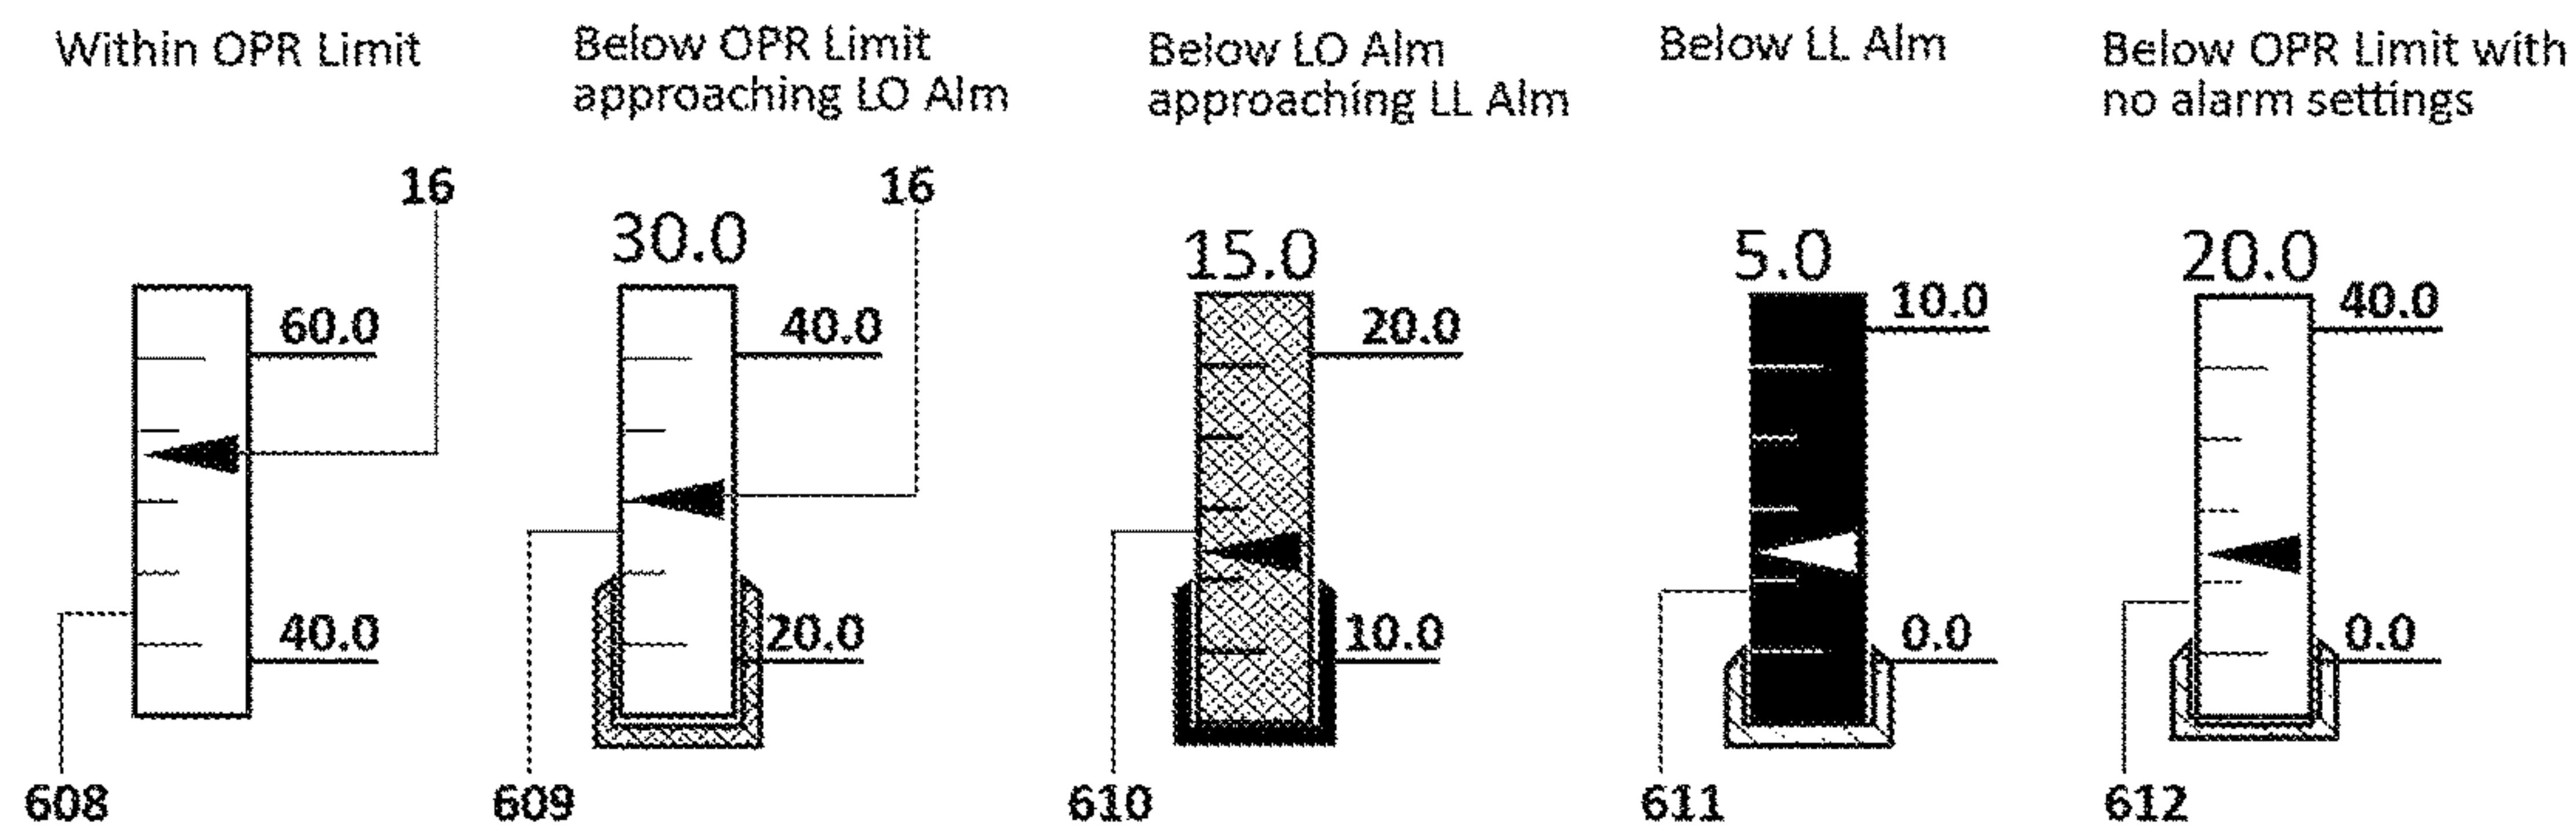 Within OPR Limit
Below OPR Limit
approaching LO Alm
Below LO Alm
approaching LL Alm
Below LL Alm
Below OPR Limit with
no alarm settings
16
60.0
40.0
608
30.0
16
40.0
20.0
609
15.0
20.0
10.0
610
5.0
10.0
0.0
611
20.0
40.0
0.0
612